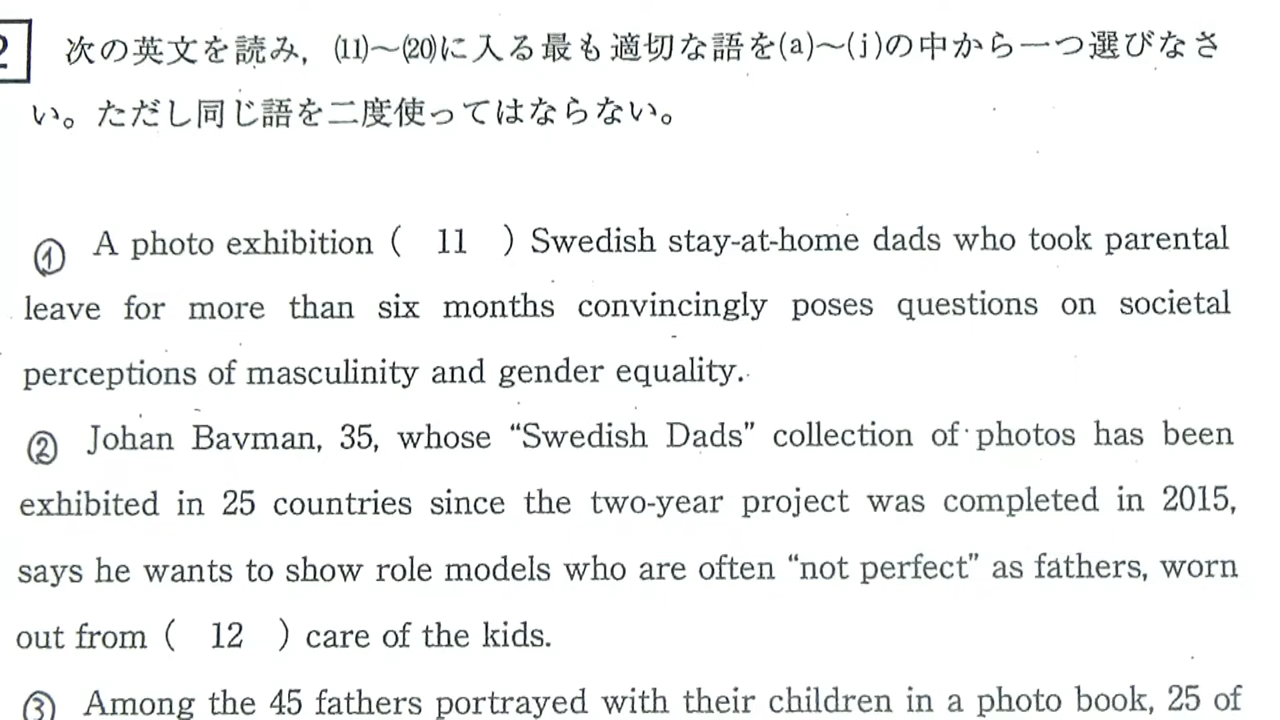 2 次の英文を読み，(11)～(20)に入る最も適切な語を(a)～(j)の中から一つ選びなさ
い。ただし同じ語を二度使ってはならない。
① A photo exhibition ( 11 ) Swedish stay-at-home dads who took parental
leave for more than six months convincingly poses questions on societal
perceptions of masculinity and gender equality.
② Johan Bavman, 35, whose “Swedish Dads” collection of photos has been
exhibited in 25 countries since the two-year project was completed in 2015,
says he wants to show role models who are often “not perfect” as fathers, worn
out from ( 12 ) care of the kids.
③ Among the 45 fathers portrayed with their children in a photo book, 25 of